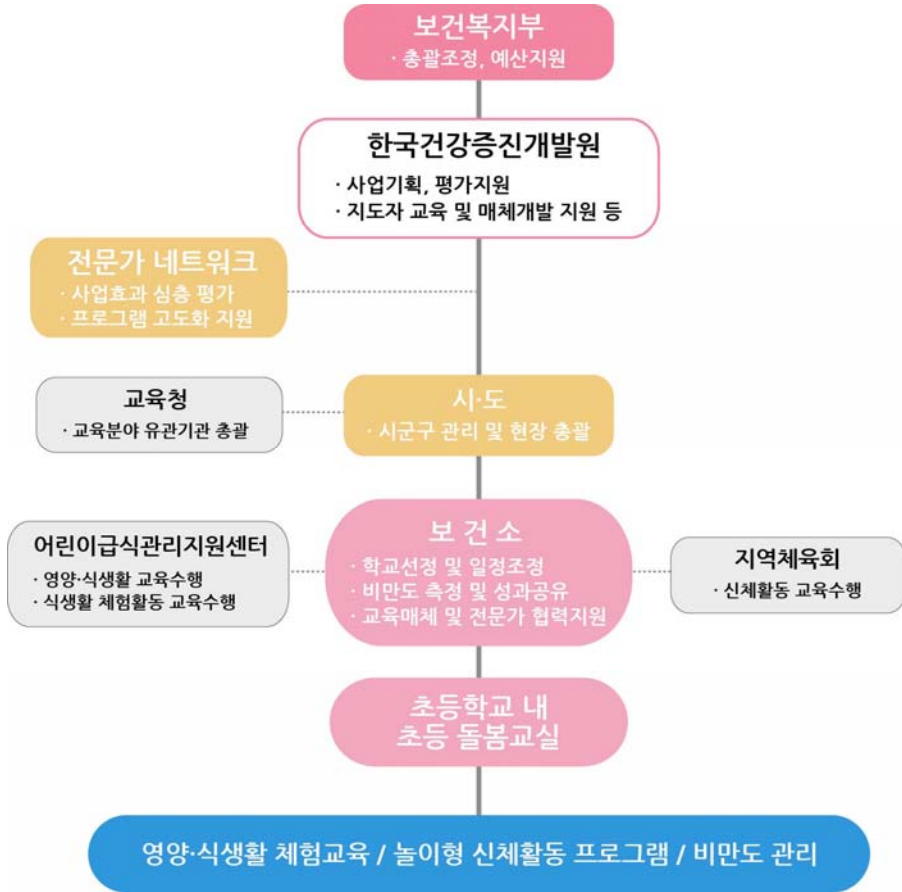 보건복지부
· 총괄조정, 예산지원
한국건강증진개발원
· 사업기획, 평가지원
· 지도자 교육 및 매체개발 지원 등
전문가 네트워크
· 사업효과 심층 평가
· 프로그램 고도화 지원
교육청
· 교육분야 유관기관 총괄
시·도
· 시군구 관리 및 현장 총괄
어린이급식관리지원센터
· 영양·식생활 교육수행
· 식생활 체험활동 교육수행
보 건 소
· 학교선정 및 일정조정
· 비만도 측정 및 성과공유
· 교육매체 및 전문가 협력지원
지역체육회
· 신체활동 교육수행
초등학교 내
초등 돌봄교실
영양·식생활 체험교육 / 놀이형 신체활동 프로그램 / 비만도 관리